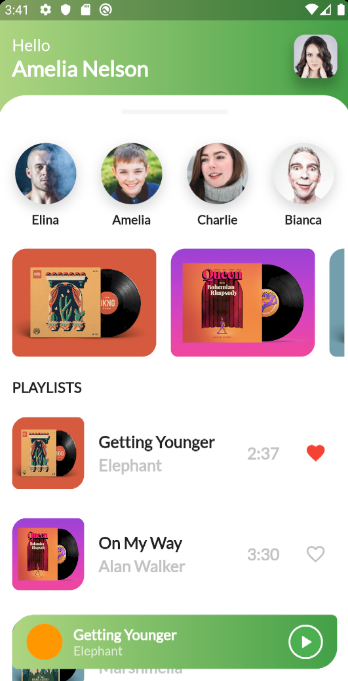 3:41
Hello
Amelia Nelson
Elina
Amelia
Charlie
Bianca
Queen
Bohemian
Rhapsody
PLAYLISTS
Getting Younger
Elephant
2:37
Queen
On My Way
Alan Walker
3:30
Getting Younger
Elephant